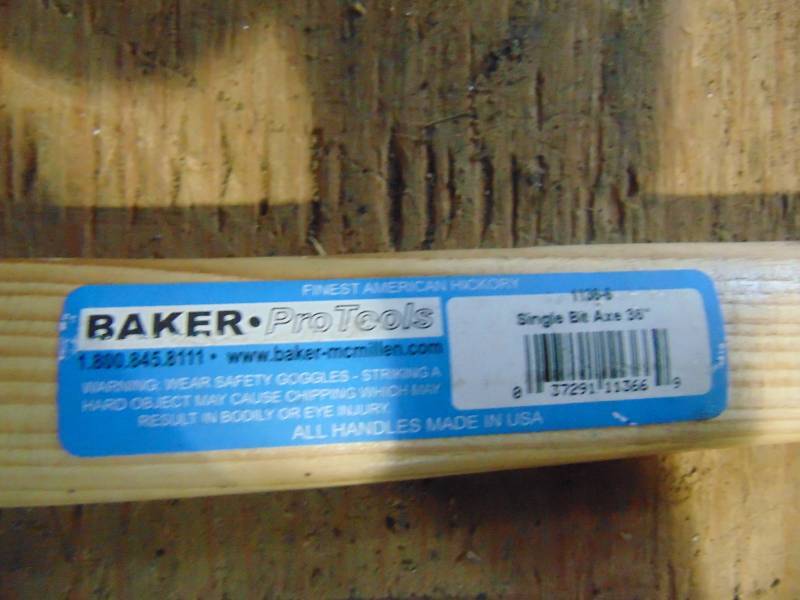 FINEST AMERICAN HICKORY
BAKER•ProTools
1.800.845.8111 • www.baker-mcmillen.com
WARNING: WEAR SAFETY GOGGLES - STRIKING A
HARD OBJECT MAY CAUSE CHIPPING WHICH MAY
RESULT IN BODILY OR EYE INJURY
ALL HANDLES MADE IN USA
1136-6
Single Bit Axe 36"
0 37291 11366 9